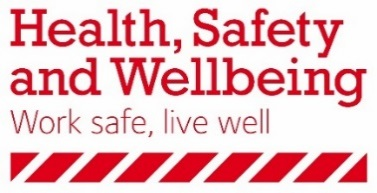 Health, Safety
and Wellbeing
Work safe, live well